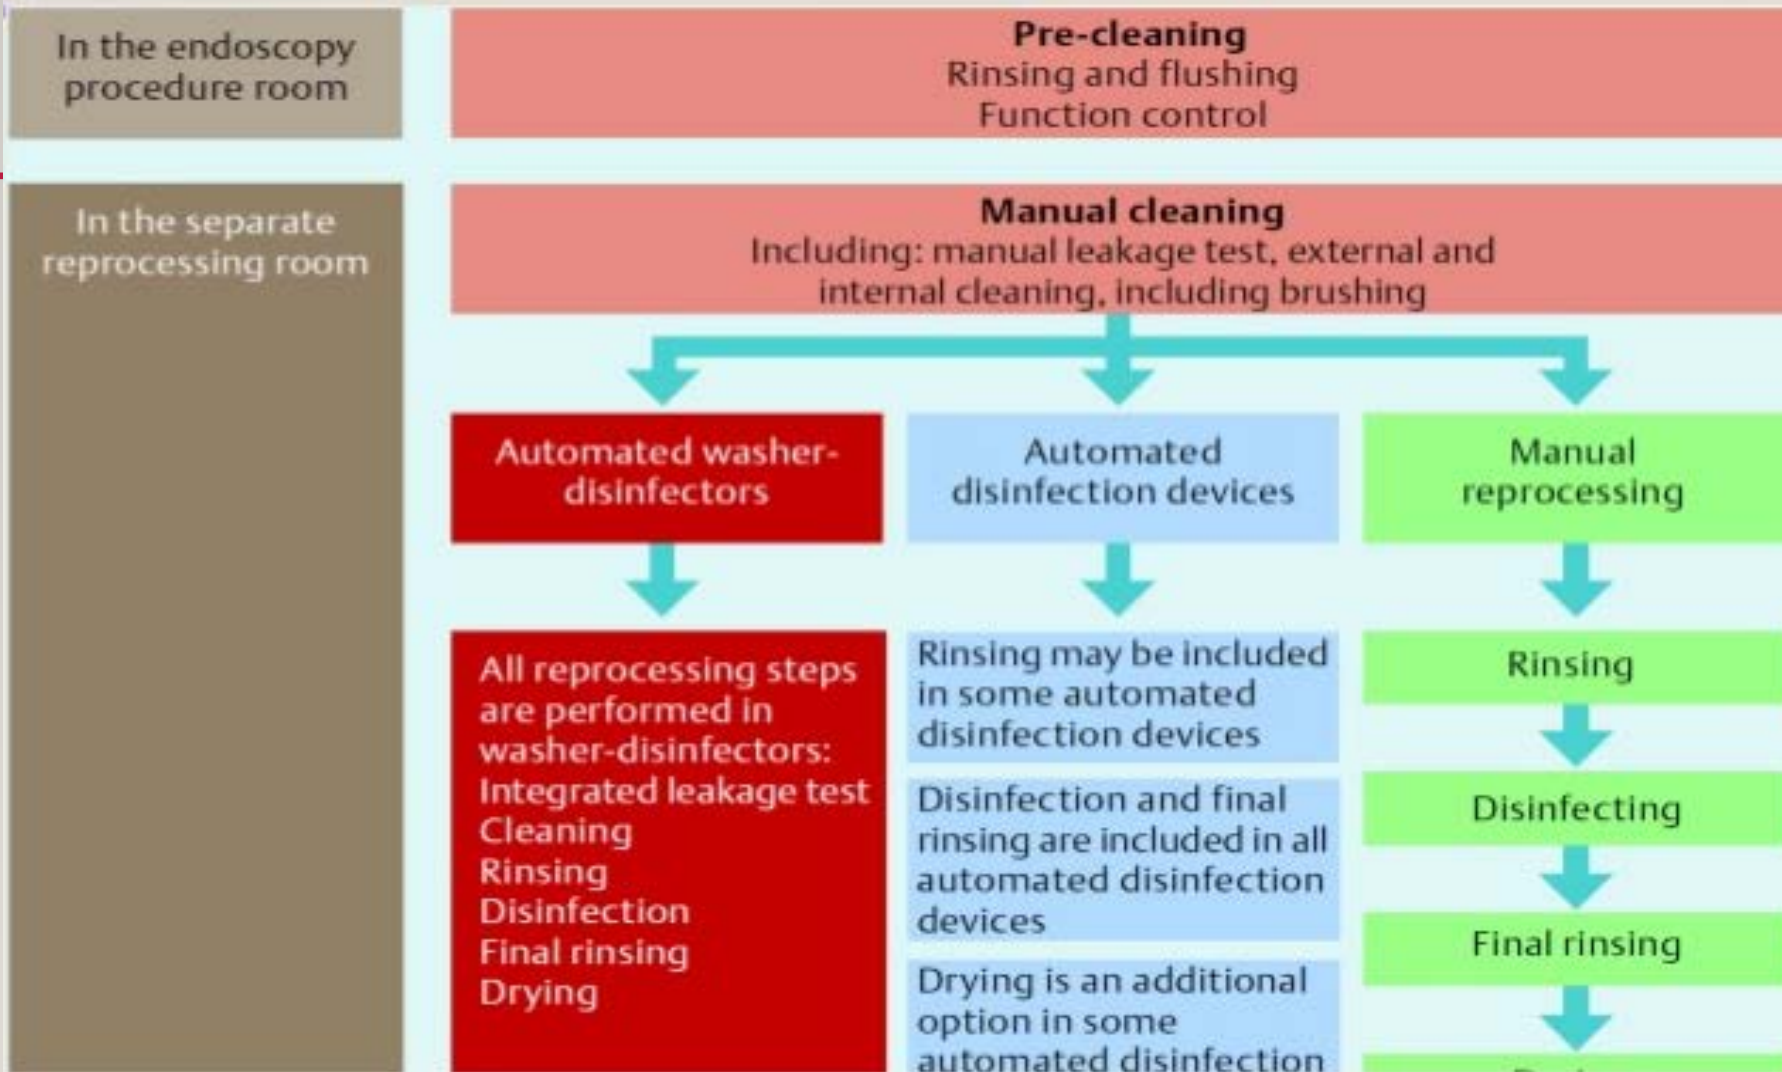 In the endoscopy
procedure room
Pre-cleaning
Rinsing and flushing
Function control
In the separate
reprocessing room
Manual cleaning
Including: manual leakage test, external and
internal cleaning, including brushing
Automated washer-
disinfectors
Automated
disinfection devices
Manual
reprocessing
All reprocessing steps
are performed in
washer-disinfectors:
Integrated leakage test
Cleaning
Rinsing
Disinfection
Final rinsing
Drying
Rinsing may be included
in some automated
disinfection devices
Disinfection and final
rinsing are included in all
automated disinfection
devices
Drying is an additional
option in some
automated disinfection
Rinsing
Disinfecting
Final rinsing